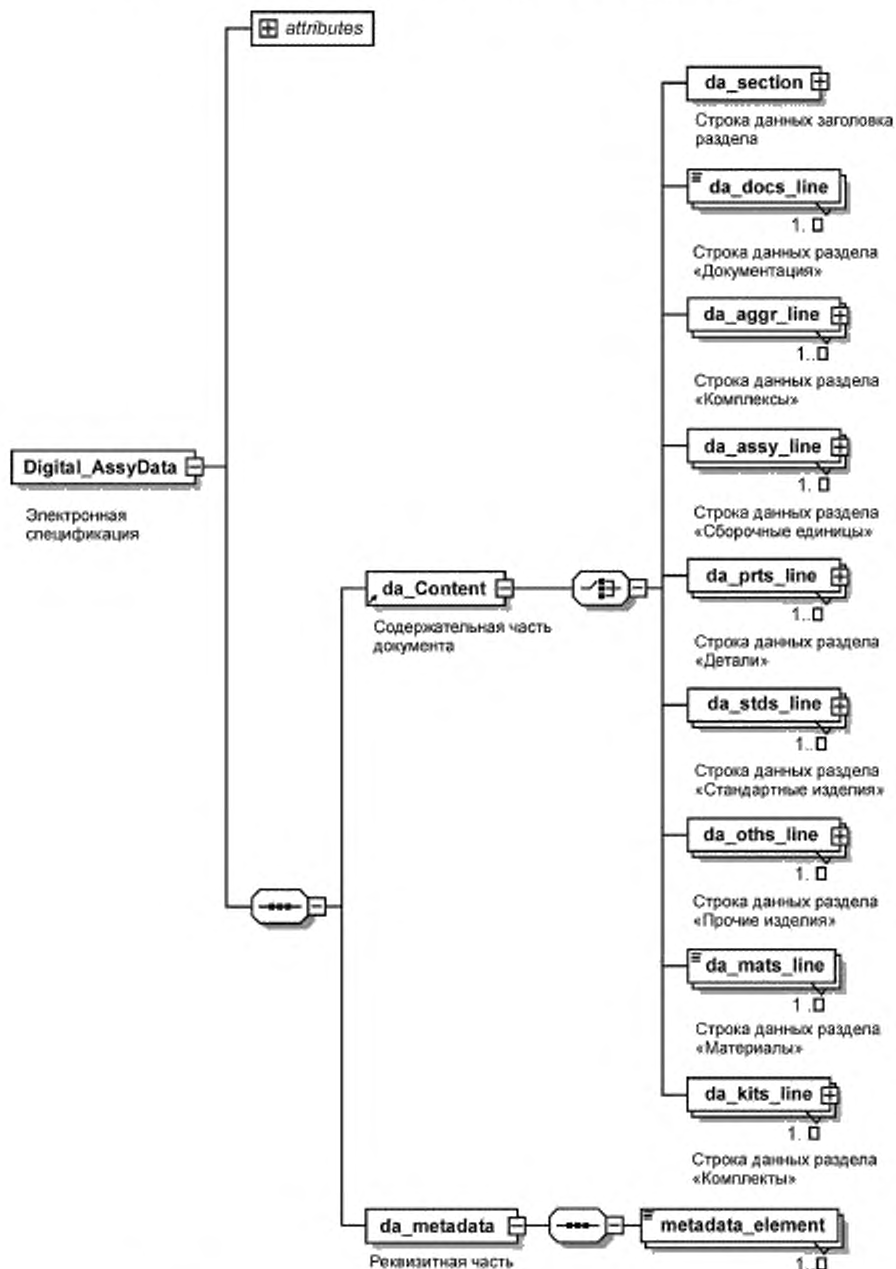 attributes
da_section
Строка данных заголовка
раздела
da_docs_line
1.
Строка данных раздела
«Документация»
da_aggr_line
1..
Строка данных раздела
«Комплексы»
da_assy_line
1.
Строка данных раздела
«Сборочные единицы»
Digital_AssyData
Электронная
спецификация
da_prts_line
1..
Строка данных раздела
«Детали»
da_Content
Содержательная часть
документа
da_stds_line
1..
Строка данных раздела
«Стандартные изделия»
da_oths_line
1.
Строка данных раздела
«Прочие изделия»
da_mats_line
1.
Строка данных раздела
«Материалы»
da_kits_line
1.
Строка данных раздела
«Комплекты»
da_metadata
Реквизитная часть
metadata_element
1..